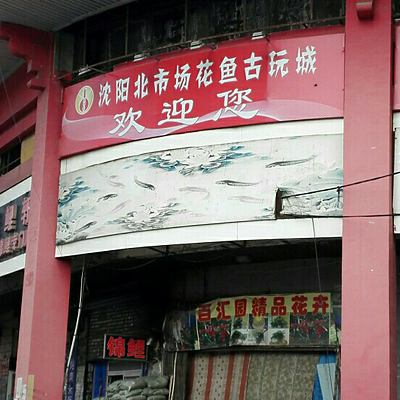 沈阳北市场花鱼古玩城
欢迎您
百汇园精品花卉
锦鲤